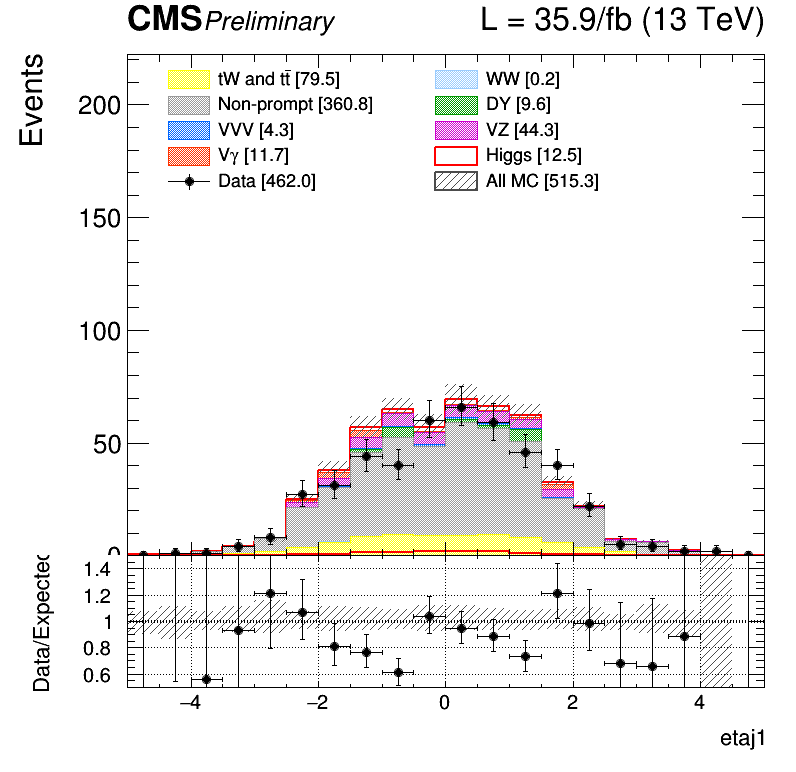 CMS Preliminary L = 35.9/fb (13 TeV)
Events
tW and tt̄ [79.5] WW [0.2]
Non-prompt [360.8] DY [9.6]
VVV [4.3] VZ [44.3]
Vγ [11.7] Higgs [12.5]
Data [462.0] All MC [515.3]
200
150
100
50
0
Data/Expected
1.4
1.2
1
0.8
0.6
−4 −2 0 2 4
etaj1